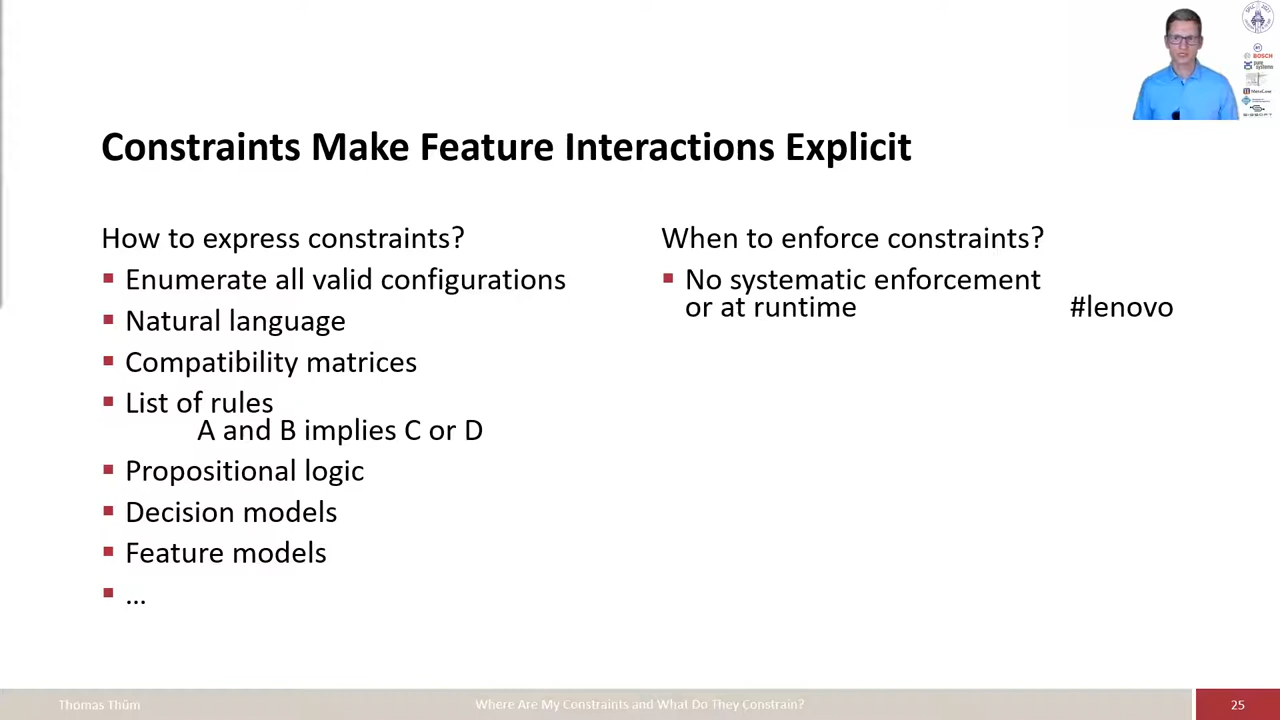 BOSCH
Constraints Make Feature Interactions Explicit
How to express constraints?
Enumerate all valid configurations
Natural language
Compatibility matrices
List of rules
A and B implies C or D
Propositional logic
Decision models
Feature models
...
When to enforce constraints?
No systematic enforcement
or at runtime #lenovo
Thomas Thüm
Where Are My Constraints and What Do They Constrain?
25